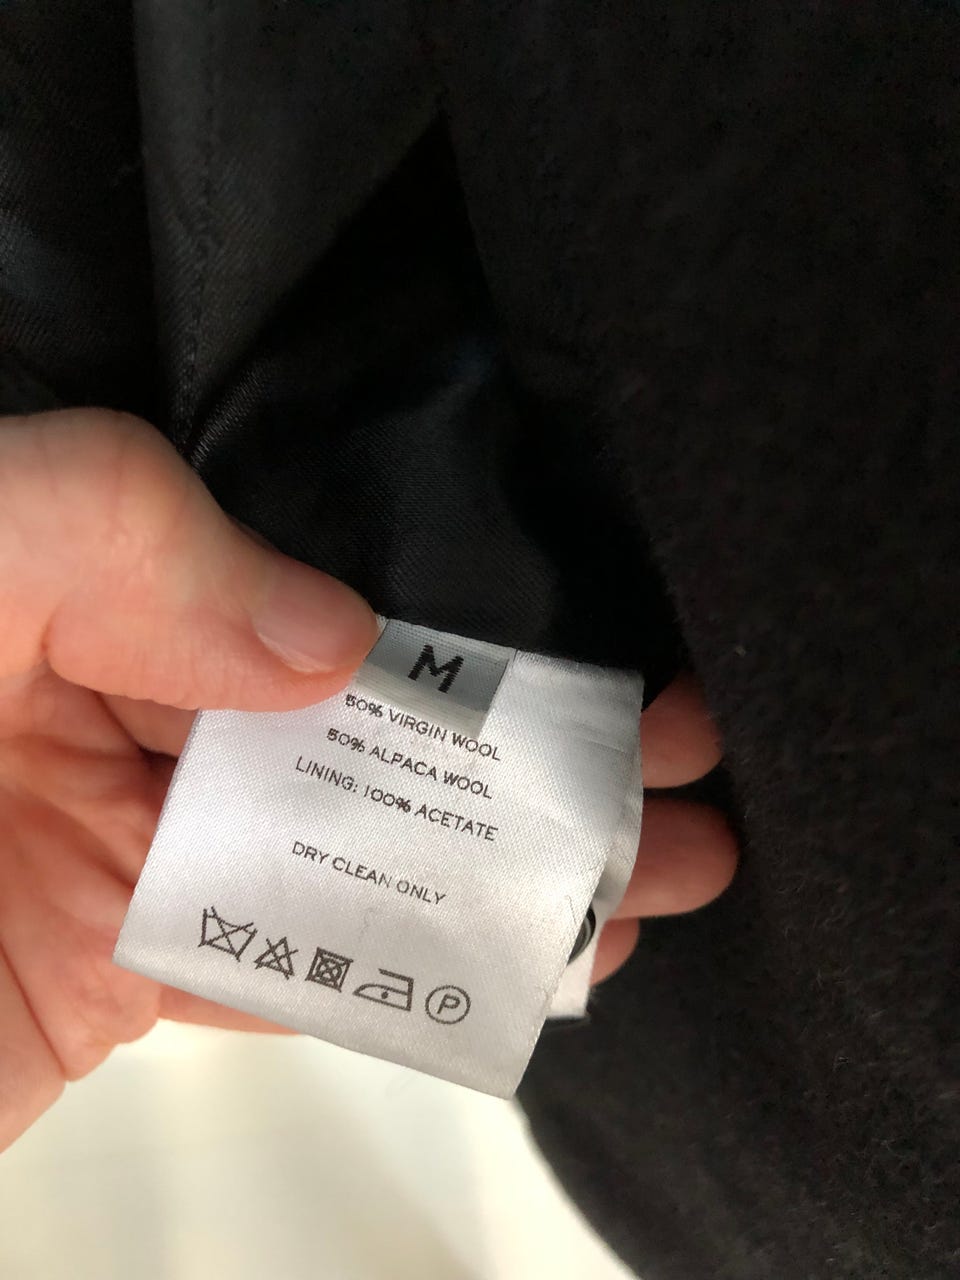 M
50% VIRGIN WOOL
50% ALPACA WOOL
LINING: 100% ACETATE
DRY CLEAN ONLY
P